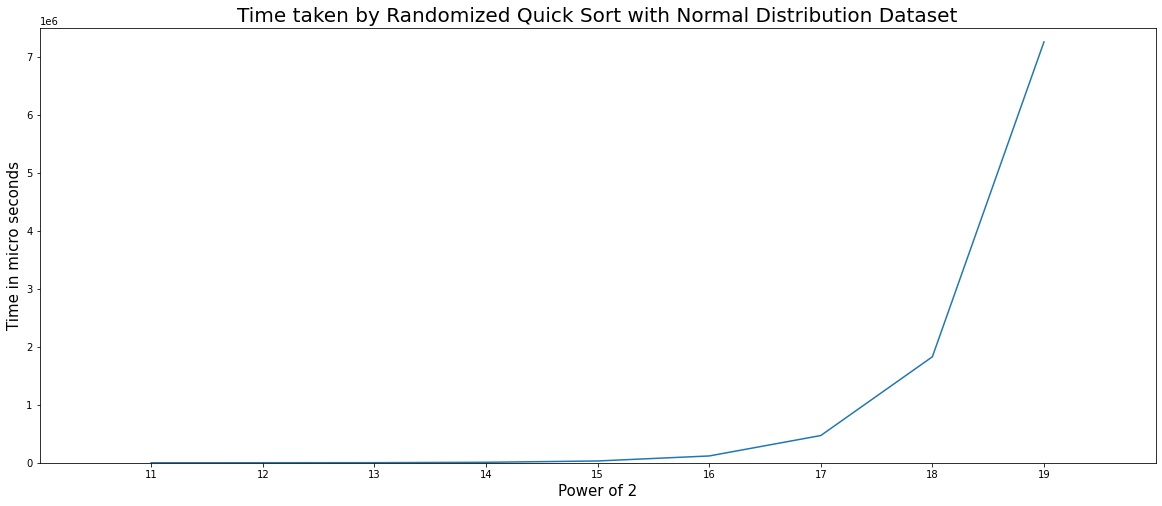 Time taken by Randomized Quick Sort with Normal Distribution Dataset
1e6
7
6
5
4
3
2
1
0
Time in micro seconds
11 12 13 14 15 16 17 18 19
Power of 2